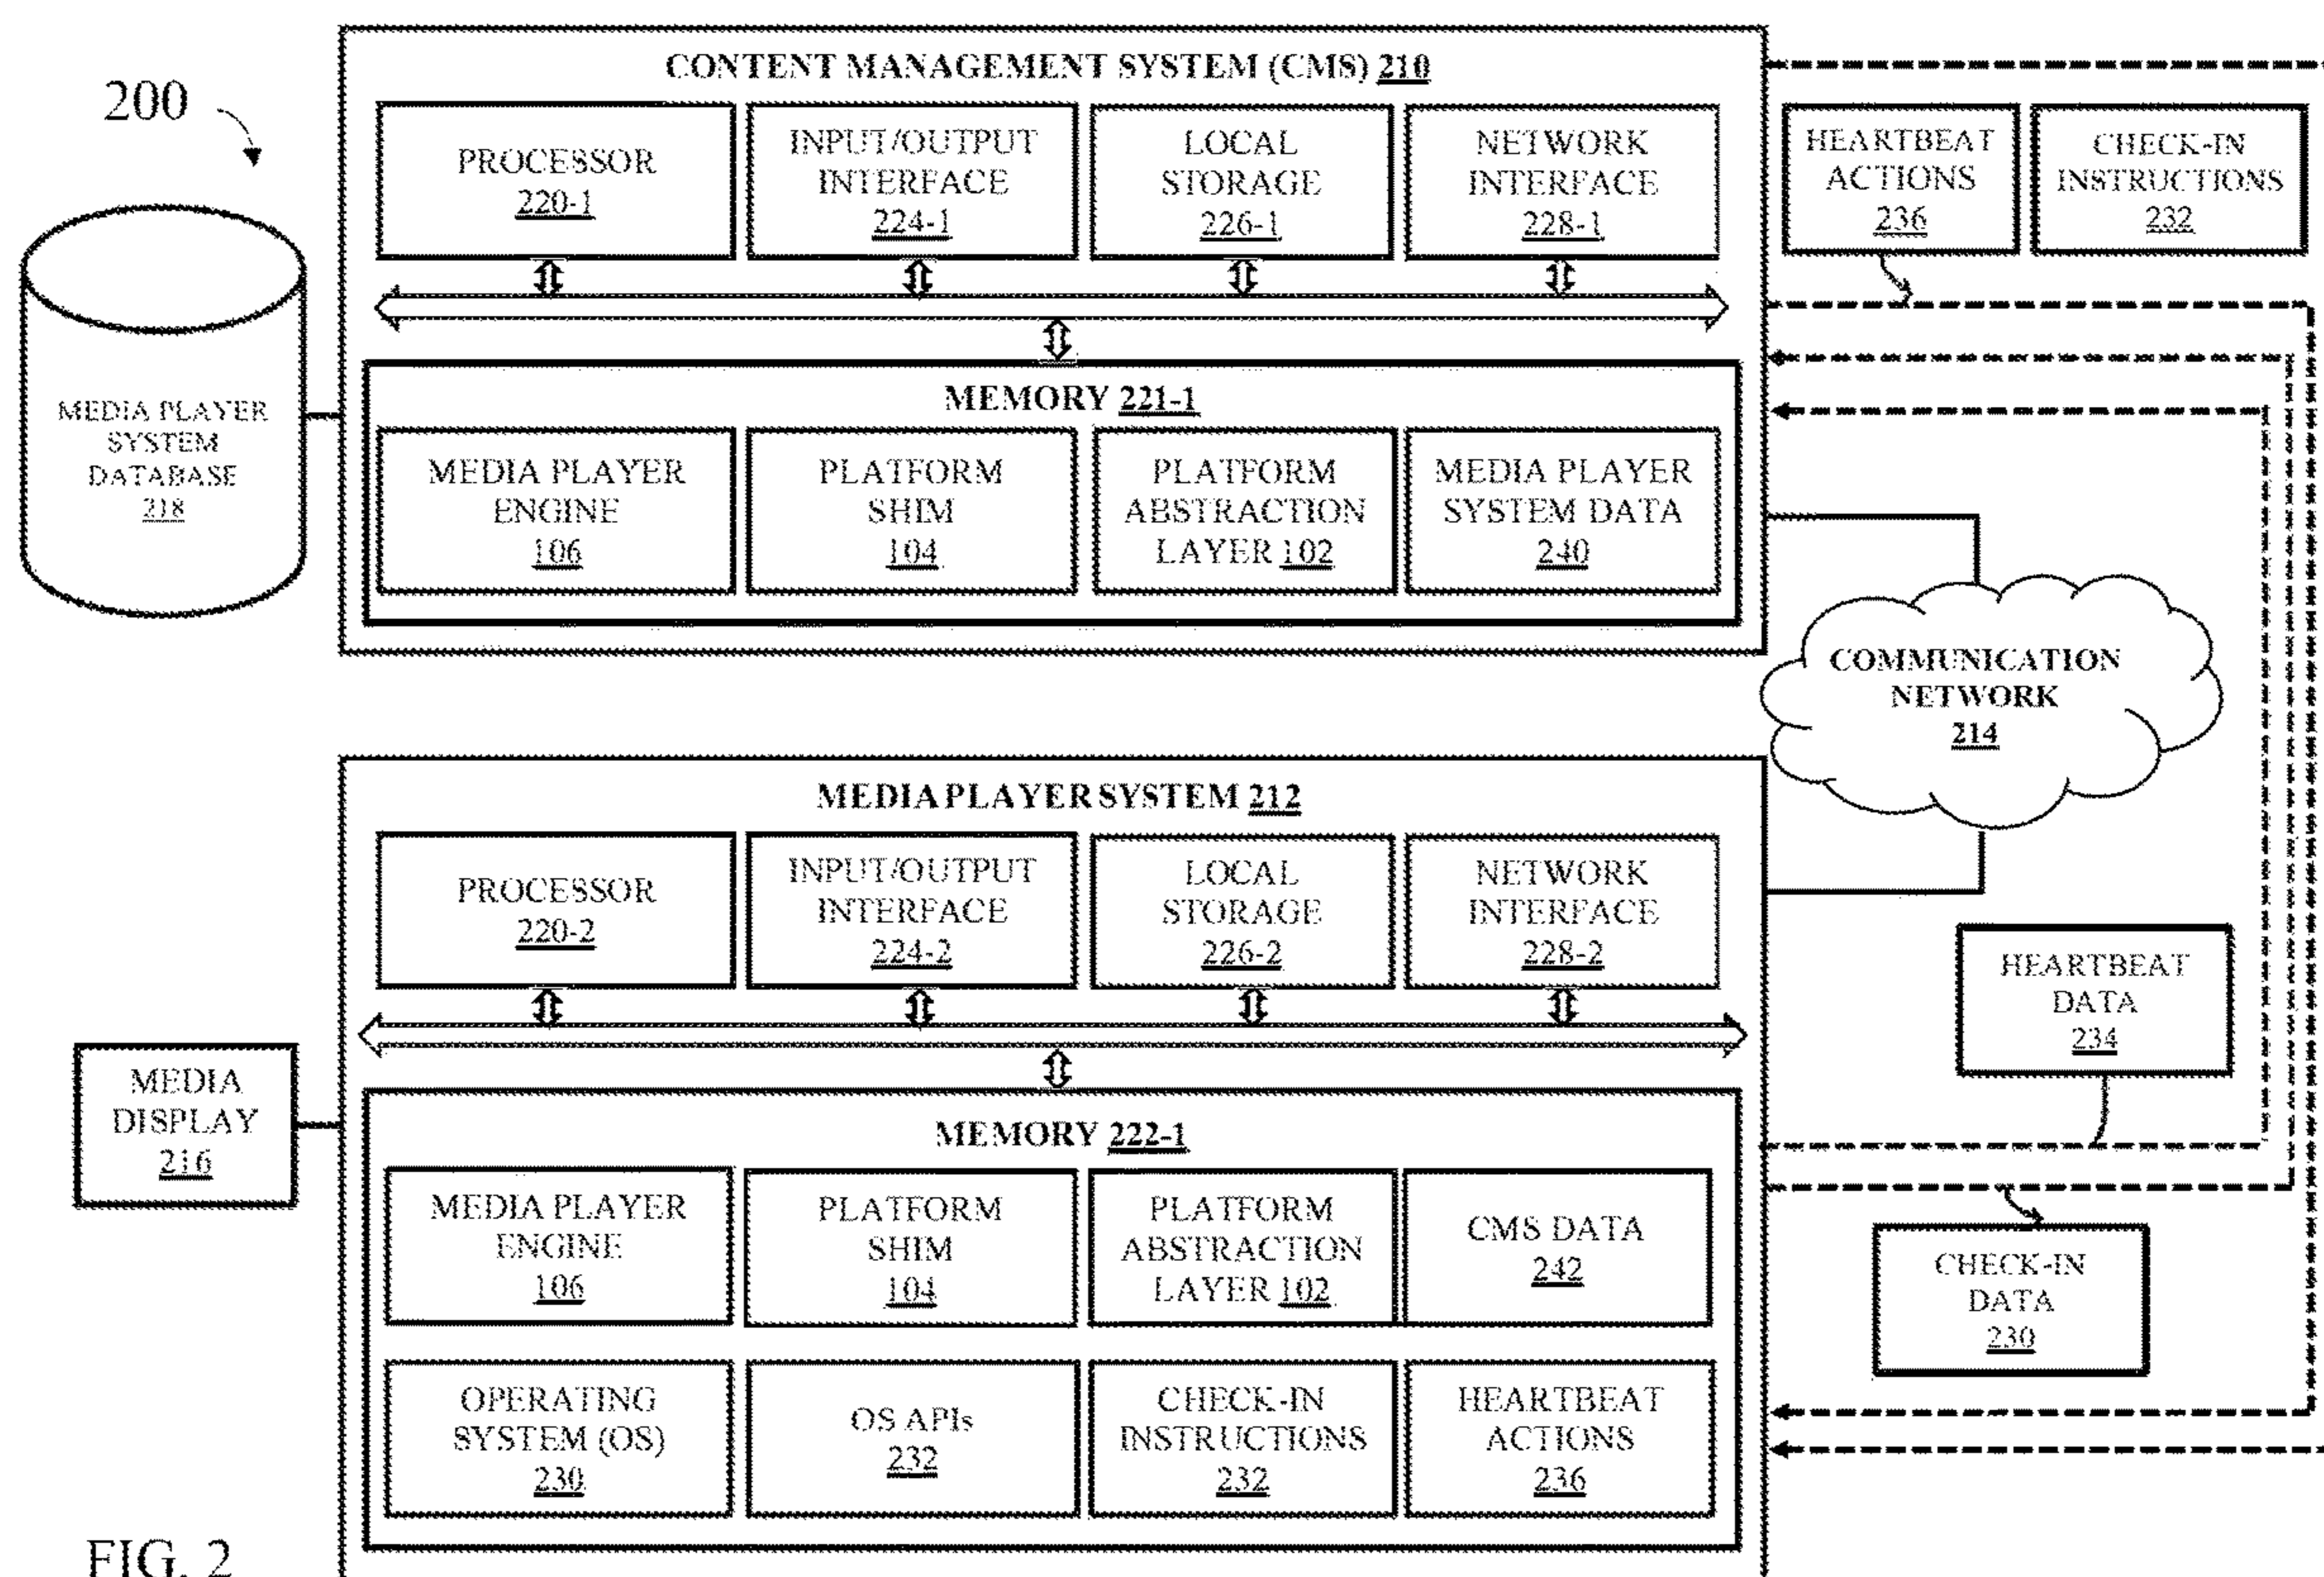 200
CONTENT MANAGEMENT SYSTEM (CMS) 210
PROCESSOR
220-1
INPUT/OUTPUT
INTERFACE
224-1
LOCAL
STORAGE
226-1
NETWORK
INTERFACE
228-1
HEARTBEAT
ACTIONS
236
CHECK-IN
INSTRUCTIONS
232
MEDIA PLAYER
SYSTEM
DATABASE
218
MEMORY 221-1
MEDIA PLAYER
ENGINE
106
PLATFORM
SHIM
104
PLATFORM
ABSTRACTION
LAYER 102
MEDIA PLAYER
SYSTEM DATA
240
COMMUNICATION
NETWORK
214
MEDIA PLAYER SYSTEM 212
PROCESSOR
220-2
INPUT/OUTPUT
INTERFACE
224-2
LOCAL
STORAGE
226-2
NETWORK
INTERFACE
228-2
HEARTBEAT
DATA
234
MEDIA
DISPLAY
216
MEMORY 222-1
MEDIA PLAYER
ENGINE
106
PLATFORM
SHIM
104
PLATFORM
ABSTRACTION
LAYER 102
CMS DATA
242
CHECK-IN
DATA
230
OPERATING
SYSTEM (OS)
230
OS APIs
232
CHECK-IN
INSTRUCTIONS
232
HEARTBEAT
ACTIONS
236
FIG. 2